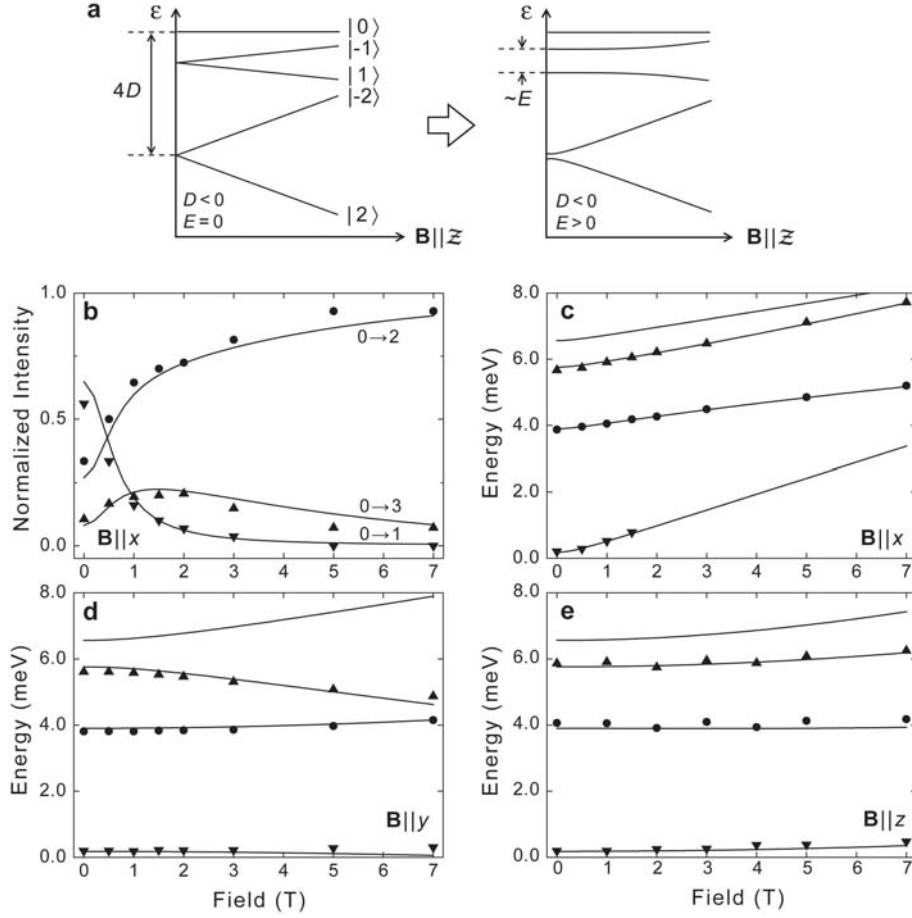 a
ε
4D
|0⟩
|-1⟩
|1⟩
|-2⟩
|2⟩
D<0
E=0
B||Z
ε
~E
D<0
E>0
B||Z
b
Normalized Intensity
1.0
0.5
0.0
0→2
0→3
0→1
B||x
0 1 2 3 4 5 6 7
c
Energy (meV)
8.0
6.0
4.0
2.0
0.0
B||x
0 1 2 3 4 5 6 7
d
Energy (meV)
8.0
6.0
4.0
2.0
0.0
B||y
0 1 2 3 4 5 6 7
Field (T)
e
Energy (meV)
8.0
6.0
4.0
2.0
0.0
B||z
0 1 2 3 4 5 6 7
Field (T)